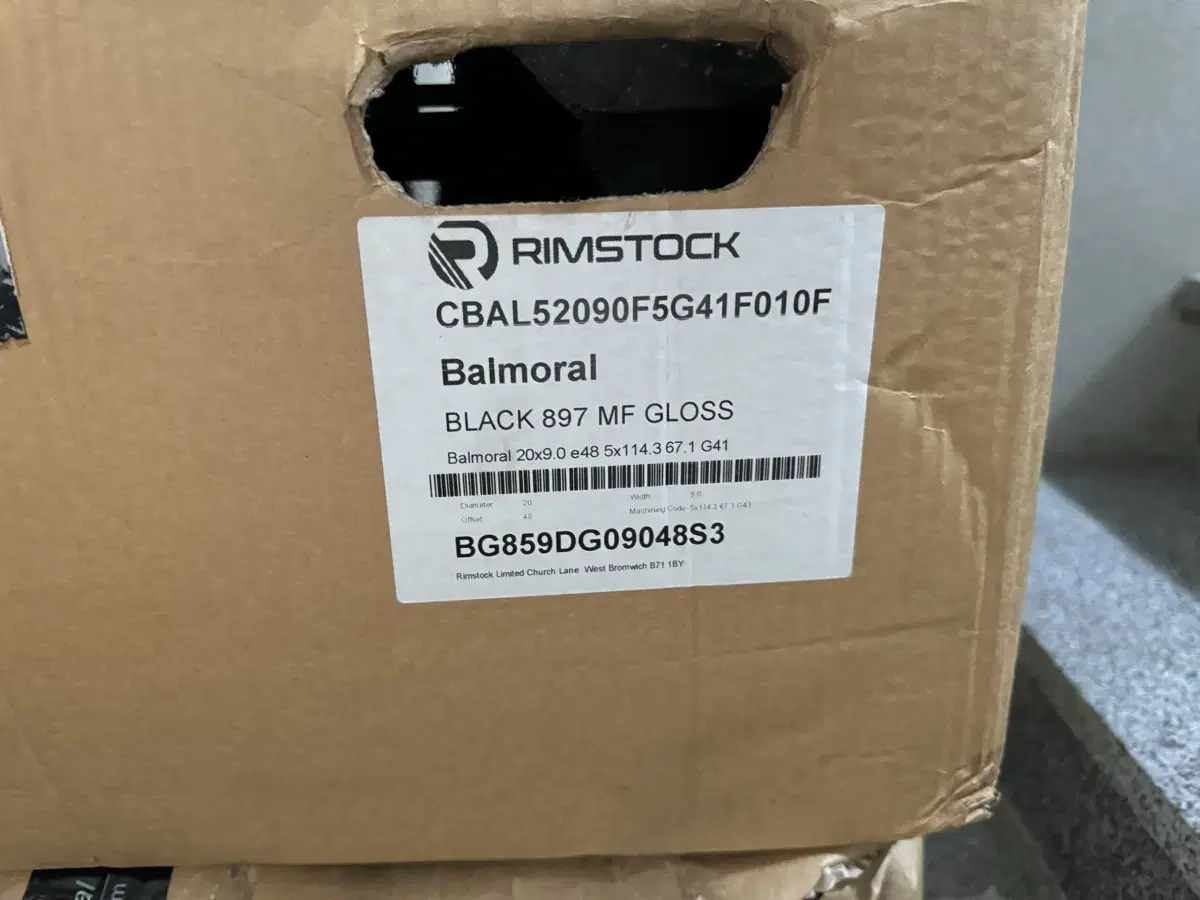 RIMSTOCK
CBAL52090F5G41F010F
Balmoral
BLACK 897 MF GLOSS
Balmoral 20x9.0 e48 5x114.3 67.1 G41
Diameter 20 Width 9.0
Offset 48 Machining Code 5x114.3 67.1 G41
BG859DG09048S3
Rimstock Limited Church Lane West Bromwich B71 1BY